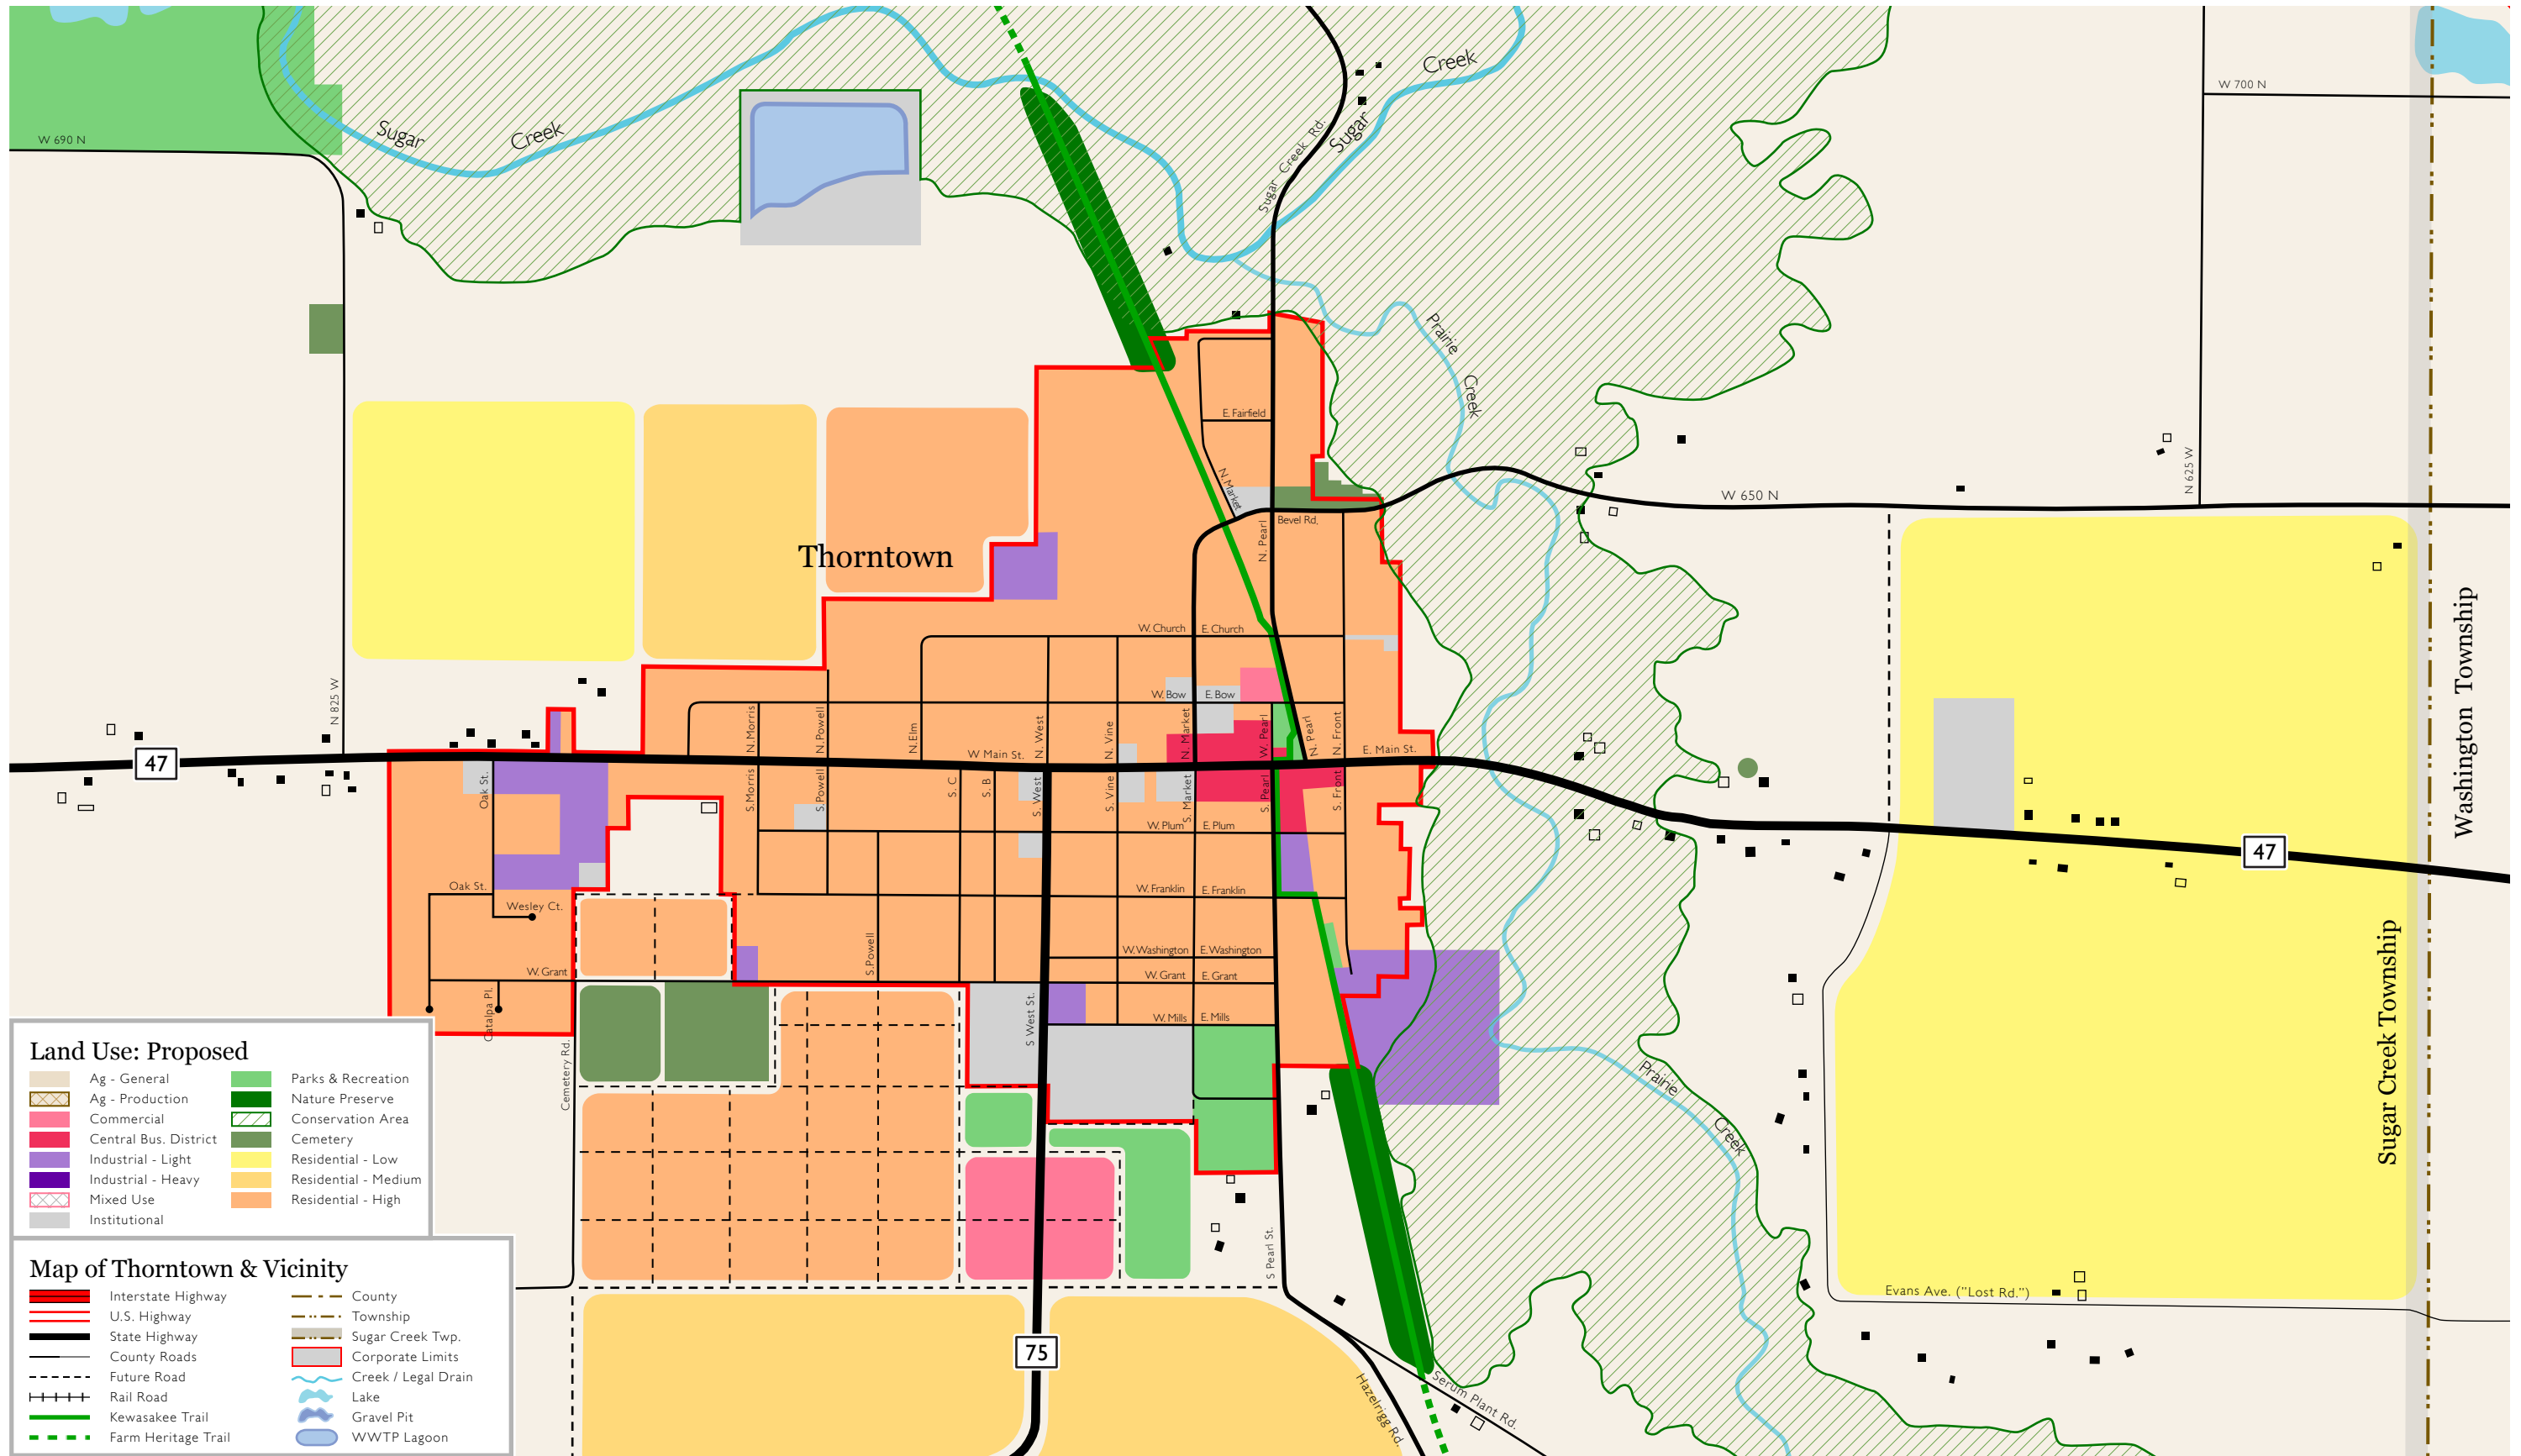 Creek
W 700 N
Sugar
Creek
Sugar
Sugar Creek Rd.
W 690 N
Prairie
Creek
E. Fairfield
N. Market
W 650 N
N 625 W
Bevel Rd.
N. Pearl
Thorntown
W. Church
E. Church
N 825 W
W. Bow
E. Bow
N.Morris
N.Powell
N.Elm
N. West
N. Vine
N. Market
W. Pearl
N. Pearl
N. Front
W Main St.
E. Main St.
47
47
Washington Township
Oak St.
S.Morris
S.Powell
S. C
S. B
S. West
S. Vine
S. Market
S. Pearl
S. Front
W. Plum
E. Plum
Oak St.
Wesley Ct.
W. Franklin
E. Franklin
S.Powell
W.Washington
E. Washington
W. Grant
W. Grant
E. Grant
Catalpa Pl.
S West St.
W. Mills
E. Mills
Cemetery Rd.
Prairie
Creek
Sugar Creek Township
S Pearl St.
Evans Ave. ("Lost Rd.")
75
Hazelrigg Rd.
Serum Plant Rd.
Land Use: Proposed
Ag - General
Ag - Production
Commercial
Central Bus. District
Industrial - Light
Industrial - Heavy
Mixed Use
Institutional
Parks & Recreation
Nature Preserve
Conservation Area
Cemetery
Residential - Low
Residential - Medium
Residential - High
Map of Thorntown & Vicinity
Interstate Highway
U.S. Highway
State Highway
County Roads
Future Road
Rail Road
Kewasakee Trail
Farm Heritage Trail
County
Township
Sugar Creek Twp.
Corporate Limits
Creek / Legal Drain
Lake
Gravel Pit
WWTP Lagoon